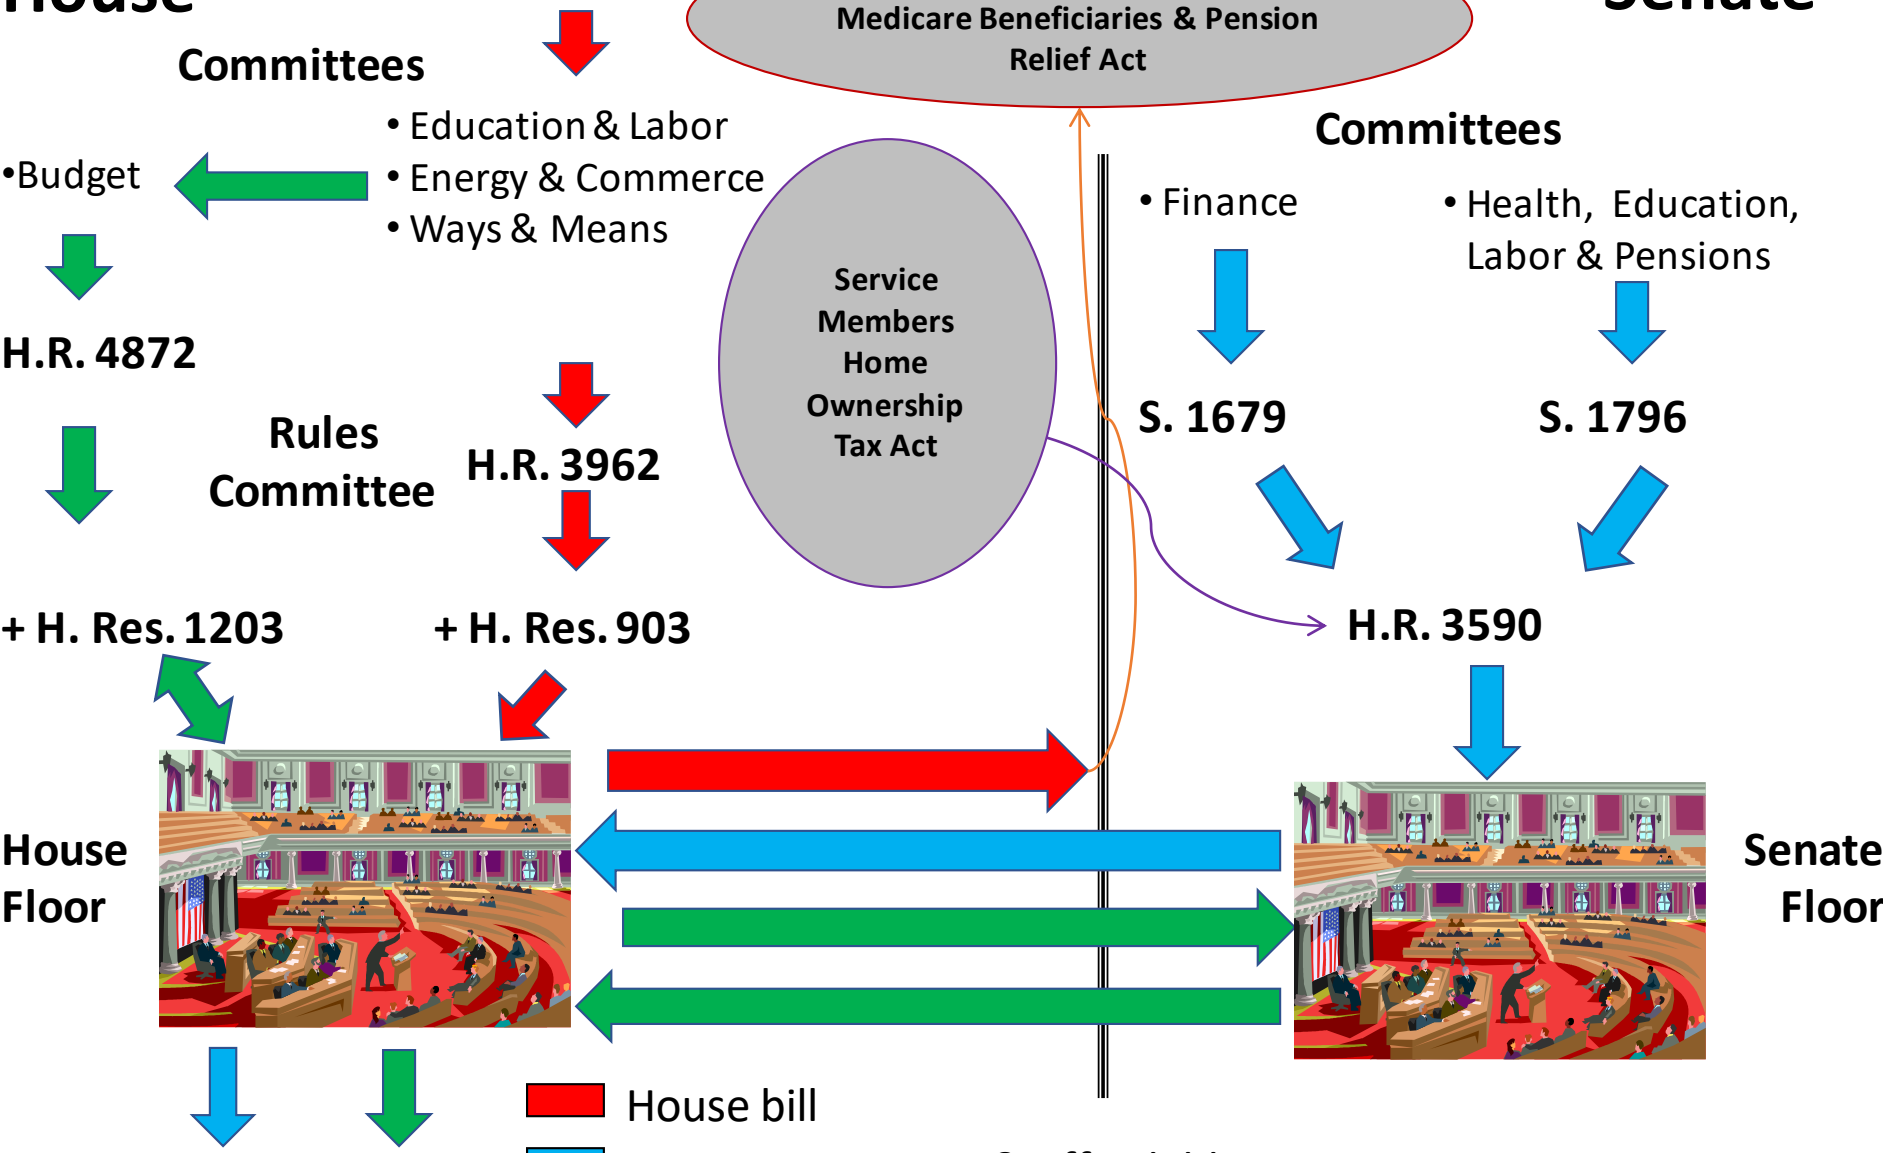 House
Senate
Medicare Beneficiaries & Pension
Relief Act
Committees
• Education & Labor
• Energy & Commerce
• Ways & Means
•Budget
H.R. 4872
Rules
Committee
H.R. 3962
+ H. Res. 1203
+ H. Res. 903
Service
Members
Home
Ownership
Tax Act
Committees
• Finance
• Health, Education,
Labor & Pensions
S. 1679
S. 1796
H.R. 3590
House
Floor
Senate
Floor
House bill